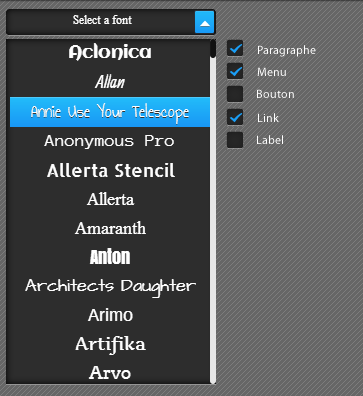 Select a font
Aclonica
Allan
Annie Use Your Telescope
Anonymous Pro
Allerta Stencil
Allerta
Amaranth
Anton
Architects Daughter
Arimo
Artifika
Arvo
Paragraphe
Menu
Bouton
Link
Label